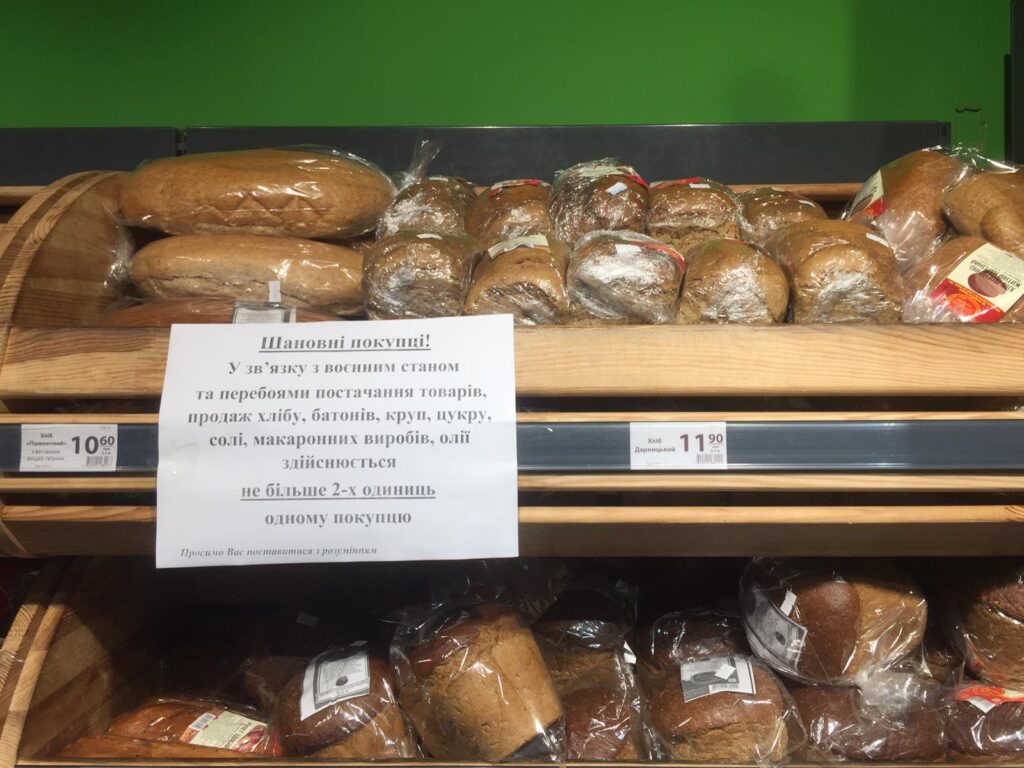 Шановні покупці!
У зв’язку з воєнним станом
та перебоями постачання товарів,
продаж хлібу, батонів, круп, цукру,
солі, макаронних виробів, олії
здійснюється
не більше 2-х одиниць
одному покупцю
Просимо Вас поставитися з розумінням
Хліб
«Пшеничний»
10 60
Хліб
Дарницький
11 90